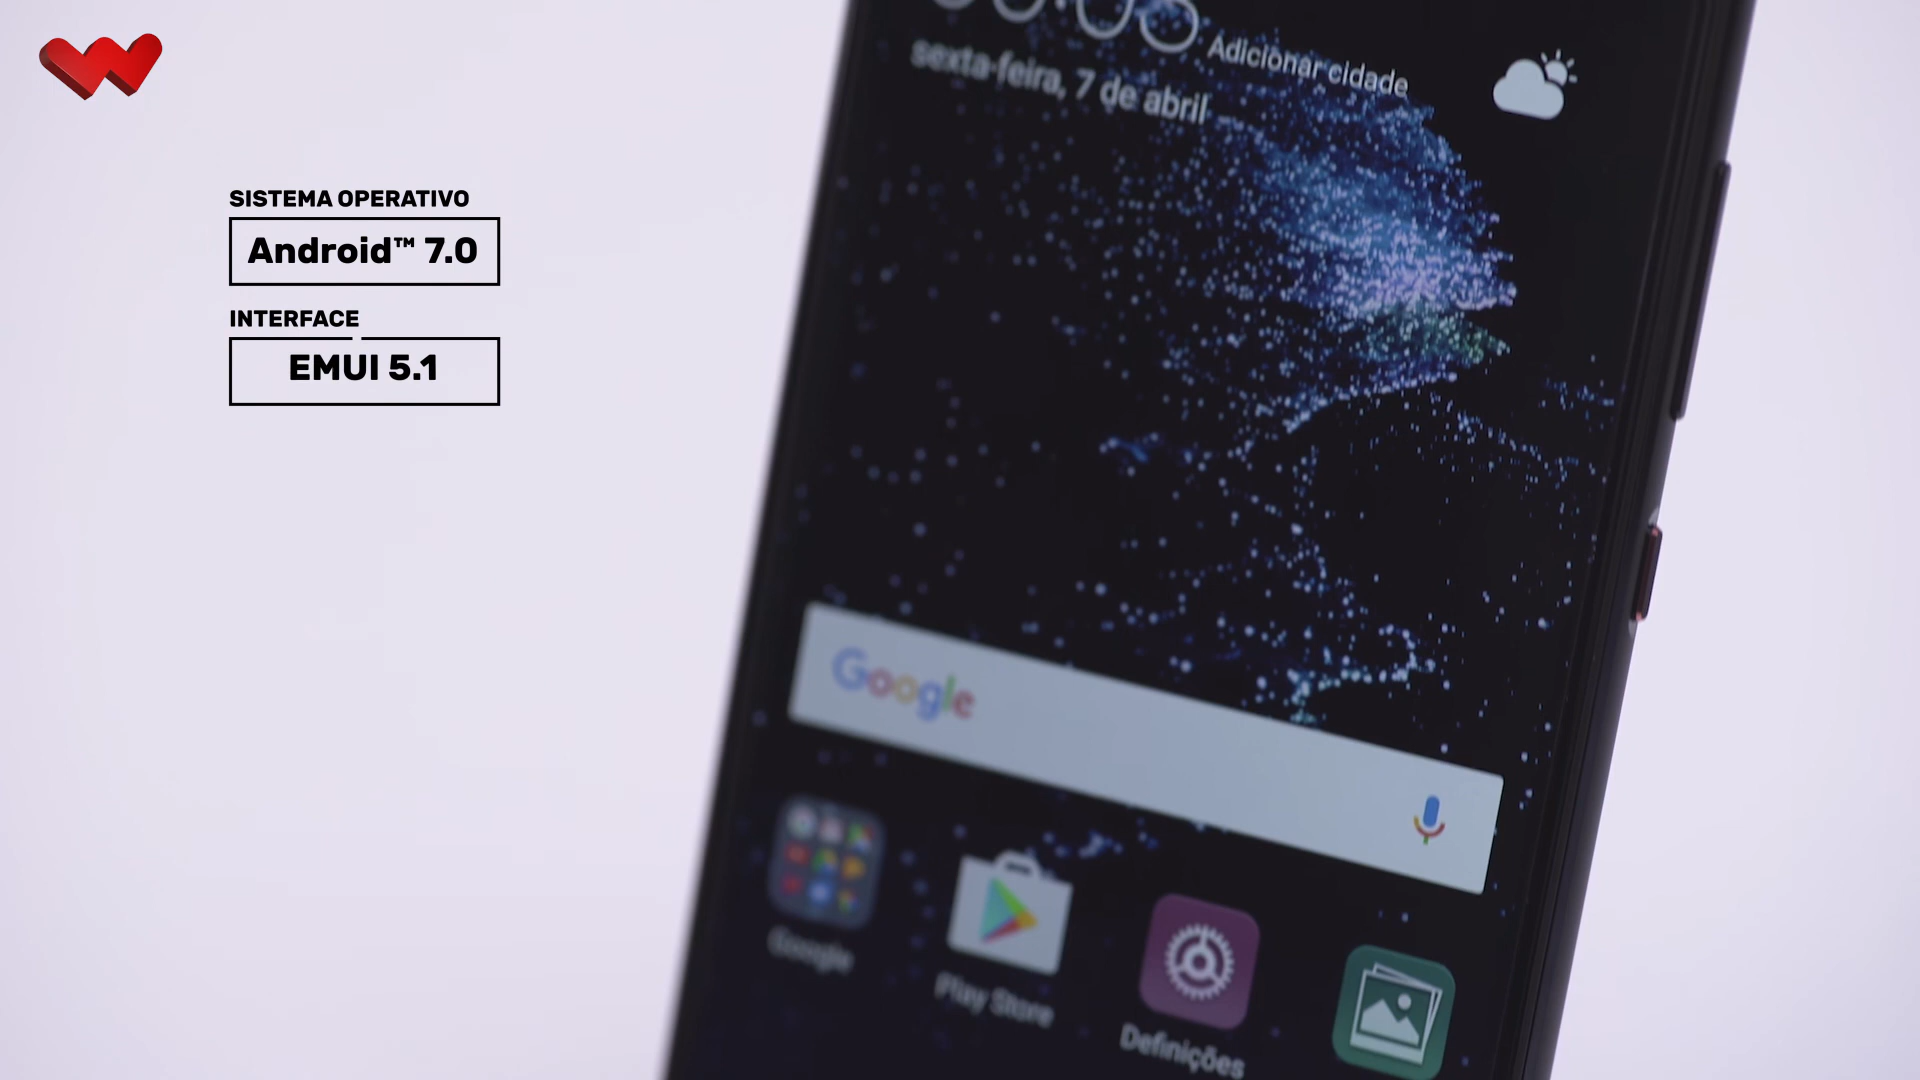 SISTEMA OPERATIVO
Android™ 7.0
INTERFACE
EMUI 5.1
Adicionar cidade
sexta-feira, 7 de abril
Google
Google
Play Store
Definições